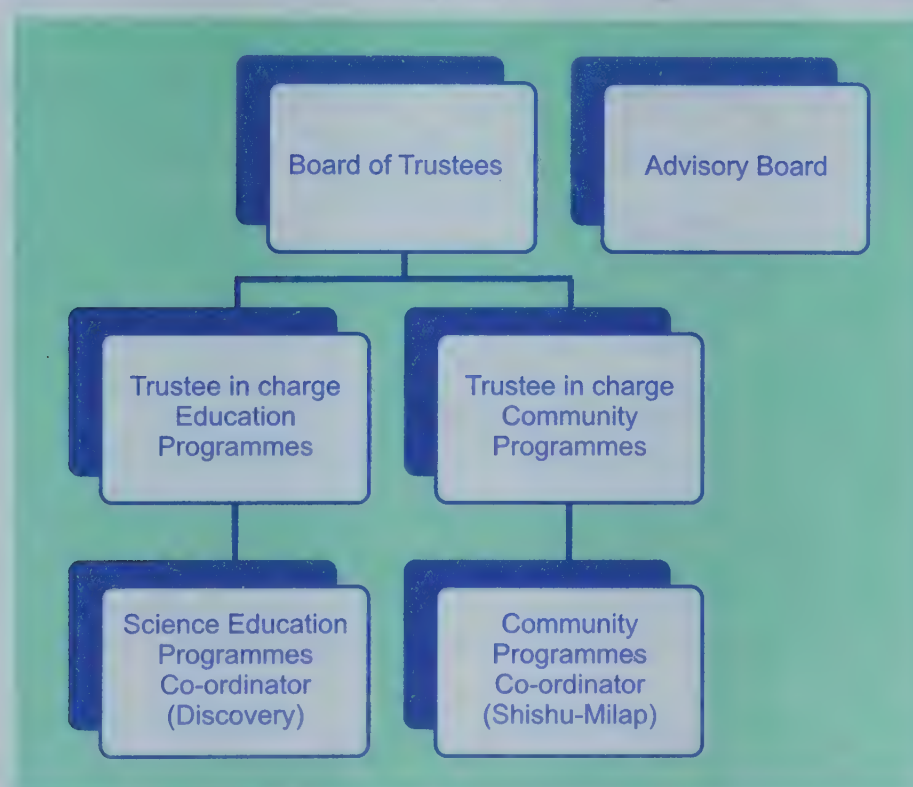 Board of Trustees
Advisory Board
Trustee in charge
Education
Programmes
Trustee in charge
Community
Programmes
Science Education
Programmes
Co-ordinator
(Discovery)
Community
Programmes
Co-ordinator
(Shishu-Milap)